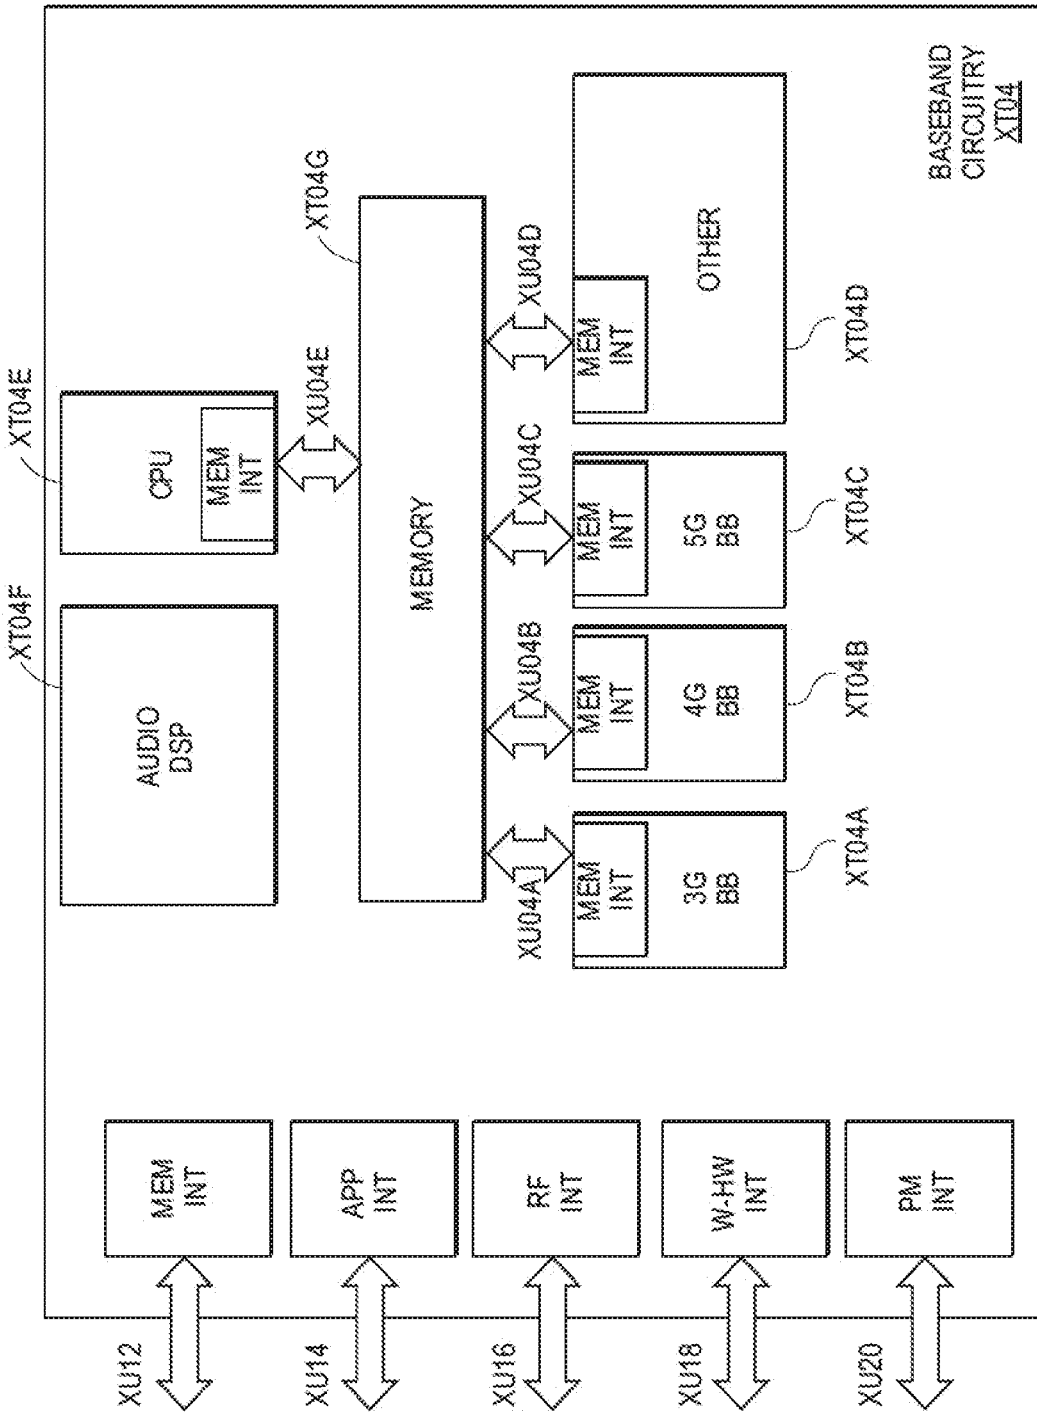 XU12
XU14
XU16
XU18
XU20
MEM
INT
APP
INT
RF
INT
W-HW
INT
PM
INT
XT04F
AUDIO
DSP
XT04E
CPU
MEM
INT
XU04E
XT04G
MEMORY
XU04A
XU04B
XU04C
XU04D
MEM
INT
3G
BB
XT04A
MEM
INT
4G
BB
XT04B
MEM
INT
5G
BB
XT04C
MEM
INT
OTHER
XT04D
BASEBAND
CIRCUITRY
XT04